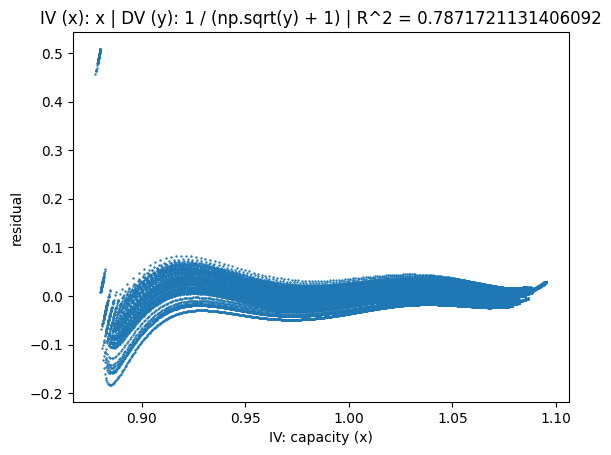 IV (x): x | DV (y): 1 / (np.sqrt(y) + 1) | R^2 = 0.7871721131406092
0.5
0.4
0.3
0.2
0.1
0.0
−0.1
−0.2
residual
0.90 0.95 1.00 1.05 1.10
IV: capacity (x)